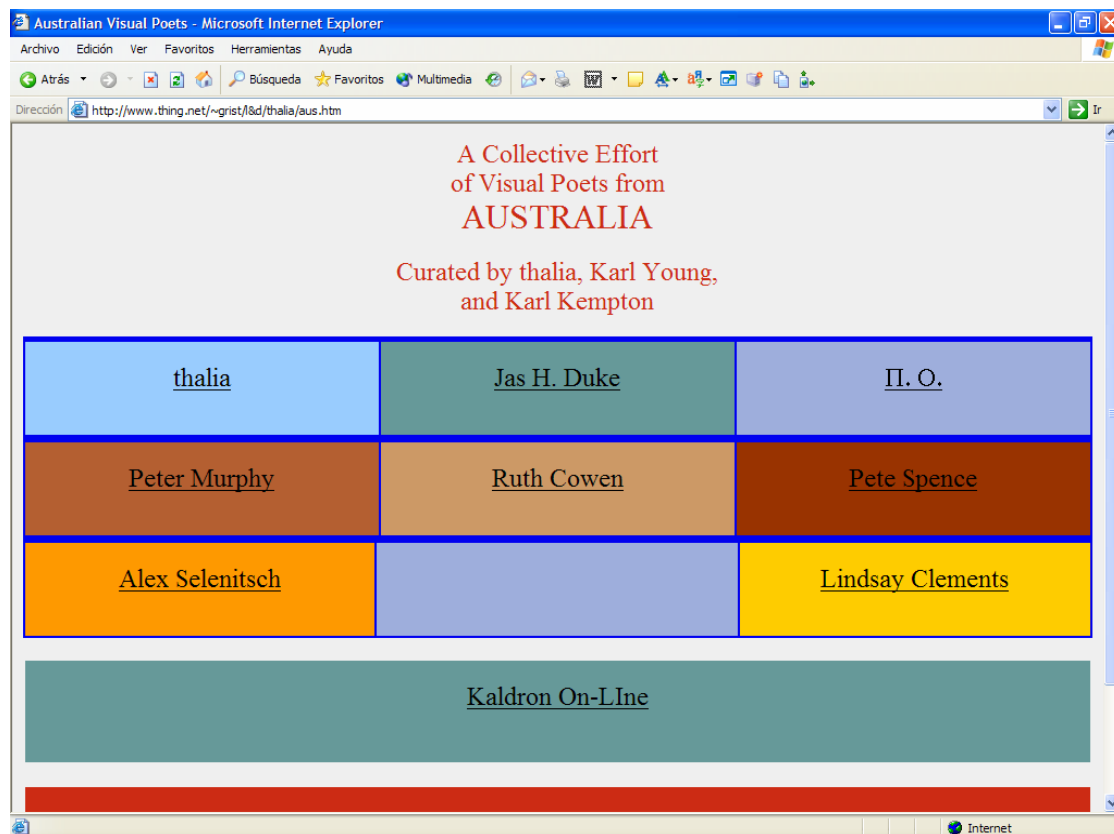 Australian Visual Poets - Microsoft Internet Explorer
Archivo Edición Ver Favoritos Herramientas Ayuda
Atrás Búsqueda Favoritos Multimedia
Dirección http://www.thing.net/~grist/l&d/thalia/aus.htm Ir
A Collective Effort
of Visual Poets from
AUSTRALIA
Curated by thalia, Karl Young,
and Karl Kempton
thalia Jas H. Duke Π. O.
Peter Murphy Ruth Cowen Pete Spence
Alex Selenitsch Lindsay Clements
Kaldron On-LIne
Internet